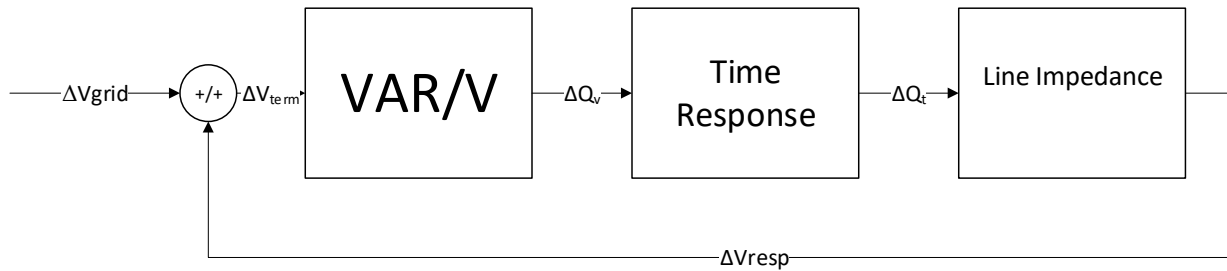 ΔVgrid
+/+
ΔVterm
VAR/V
ΔQv
Time
Response
ΔQt
Line Impedance
ΔVresp